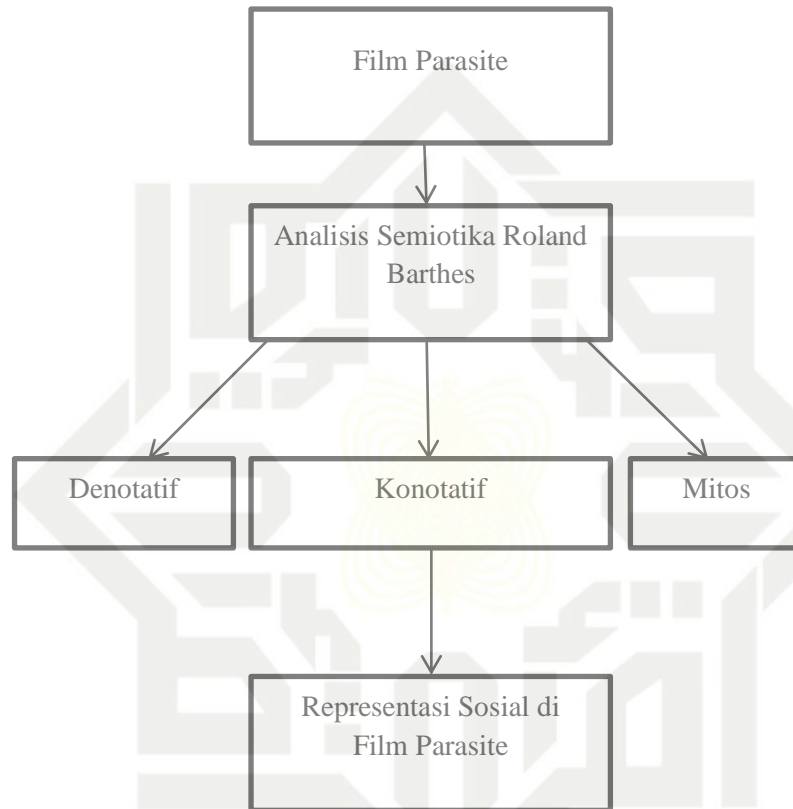 Film Parasite
Analisis Semiotika Roland
Barthes
Denotatif
Konotatif
Mitos
Representasi Sosial di
Film Parasite